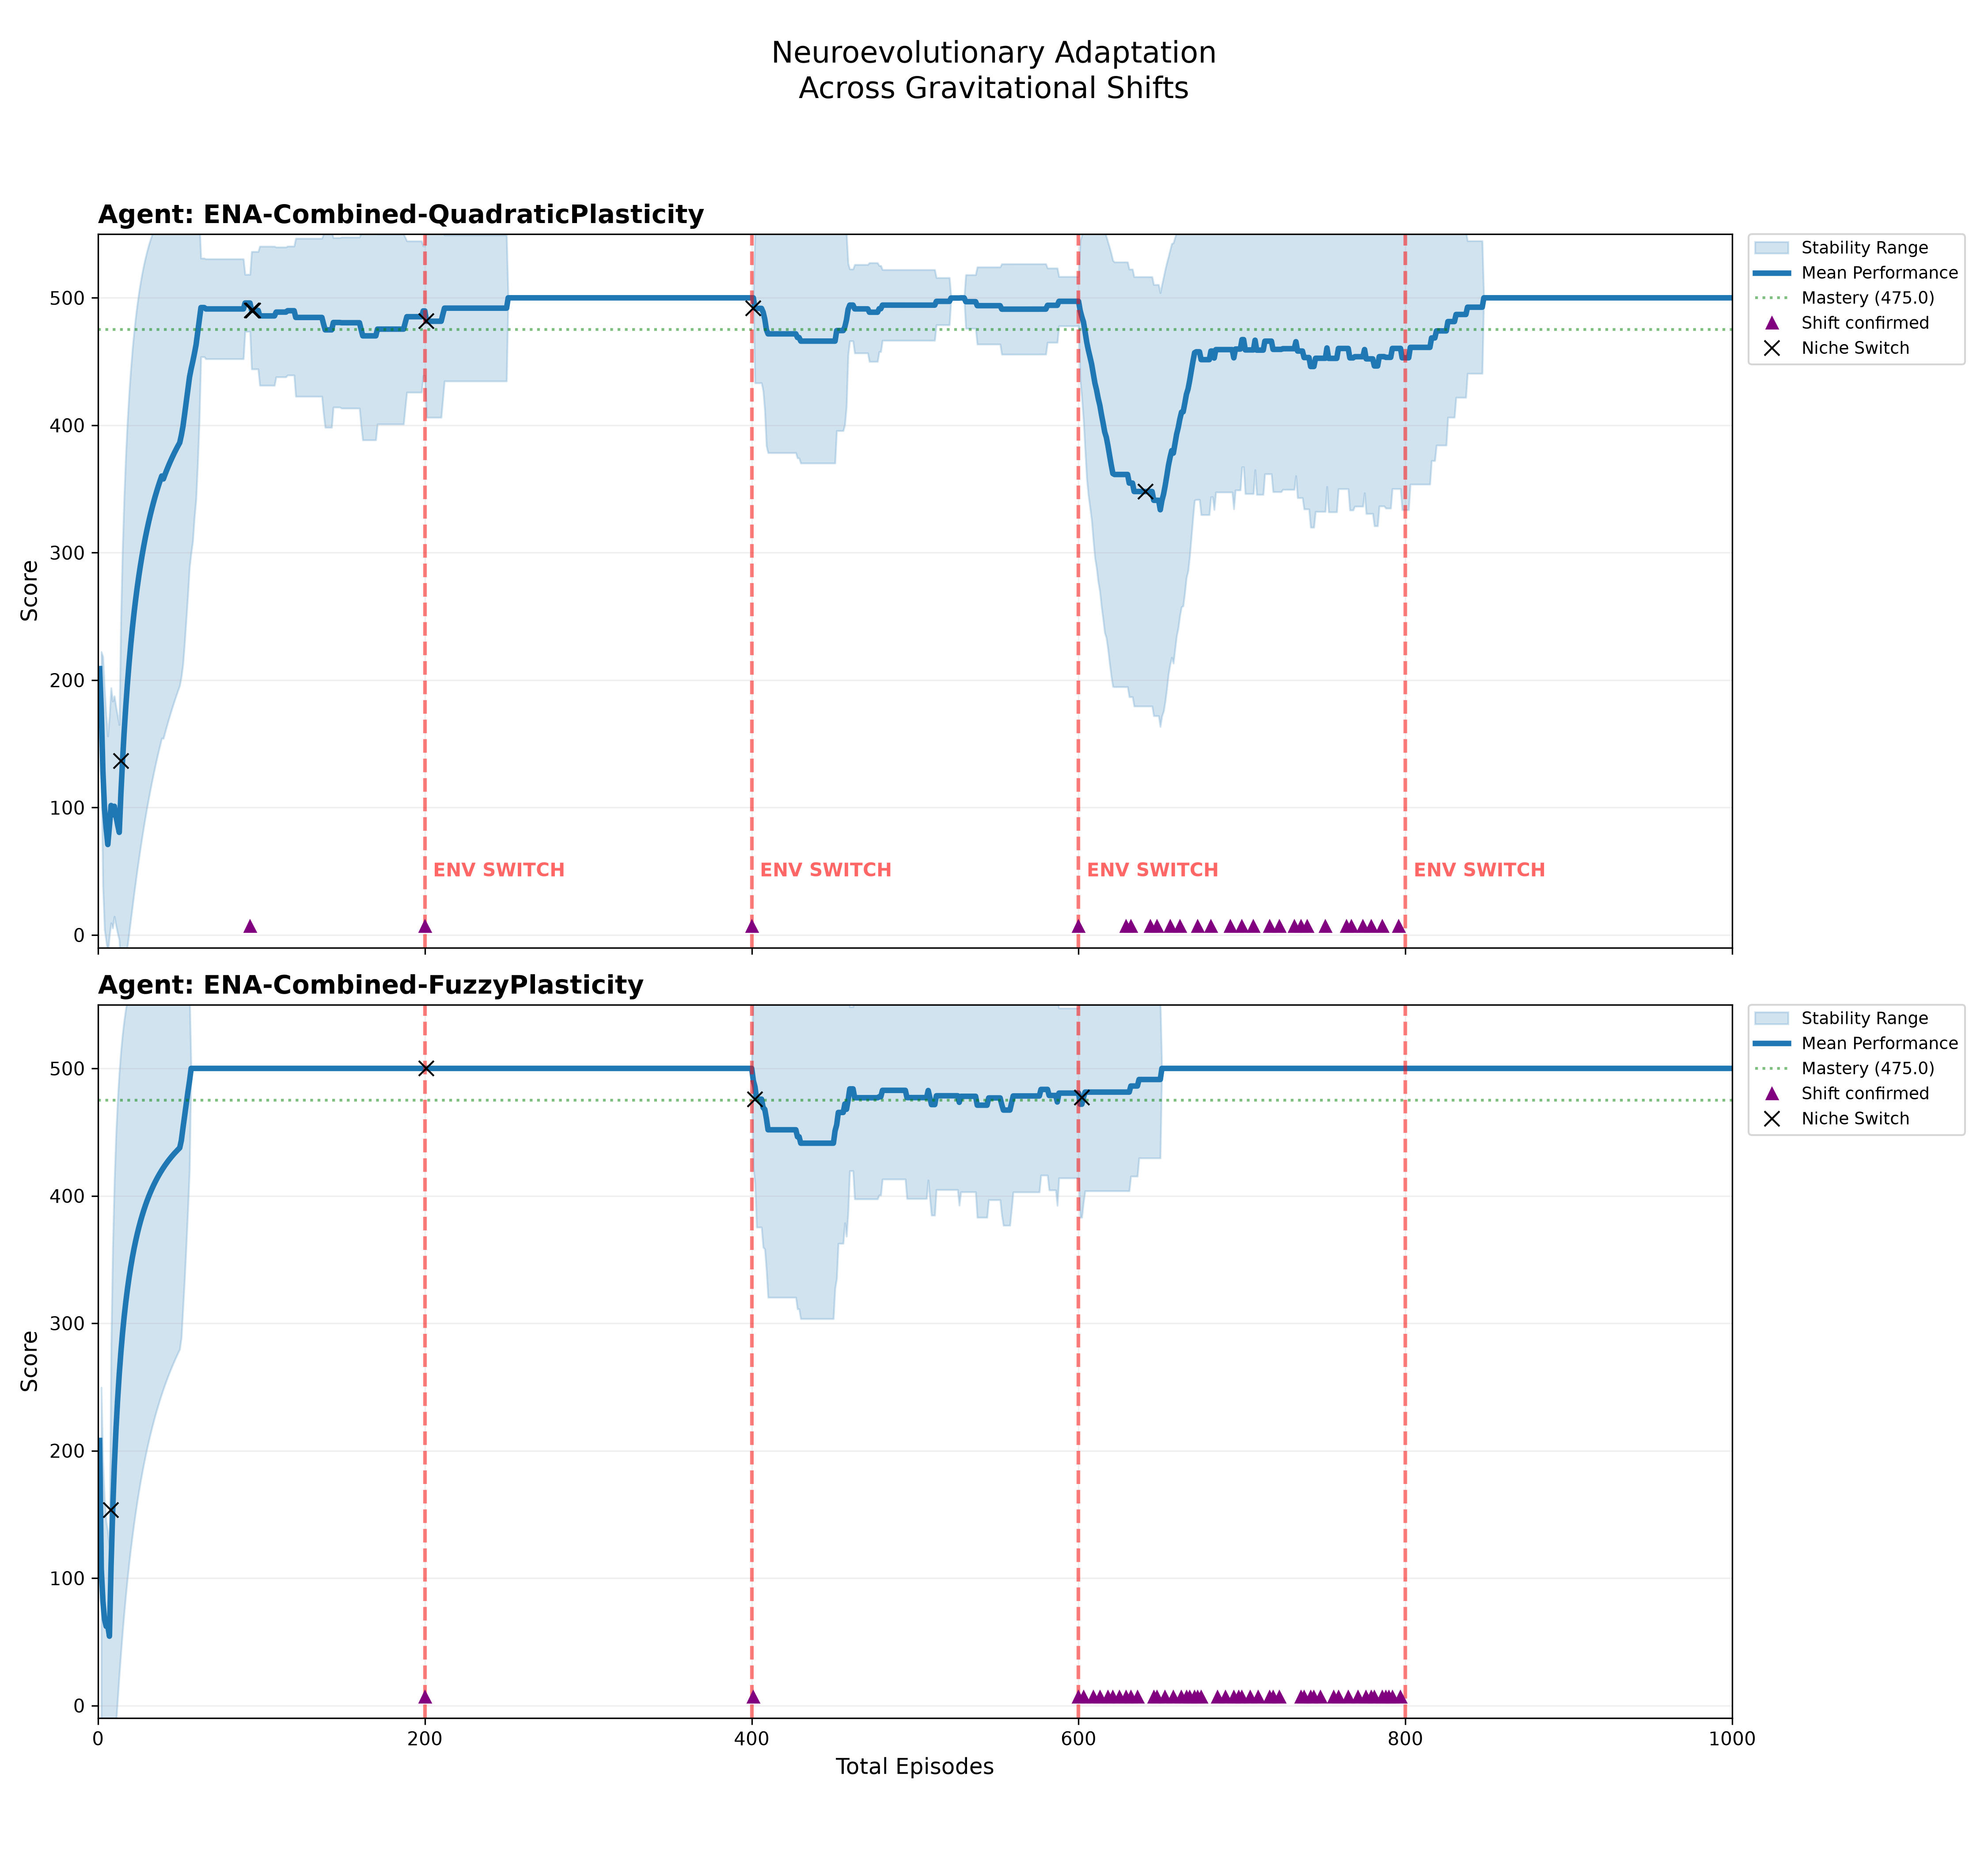 Neuroevolutionary Adaptation
Across Gravitational Shifts
Agent: ENA-Combined-QuadraticPlasticity
Score
500
400
300
200
100
0
ENV SWITCH
ENV SWITCH
ENV SWITCH
ENV SWITCH
Stability Range
Mean Performance
Mastery (475.0)
Shift confirmed
Niche Switch
Agent: ENA-Combined-FuzzyPlasticity
Score
500
400
300
200
100
0
Stability Range
Mean Performance
Mastery (475.0)
Shift confirmed
Niche Switch
0 200 400 600 800 1000
Total Episodes